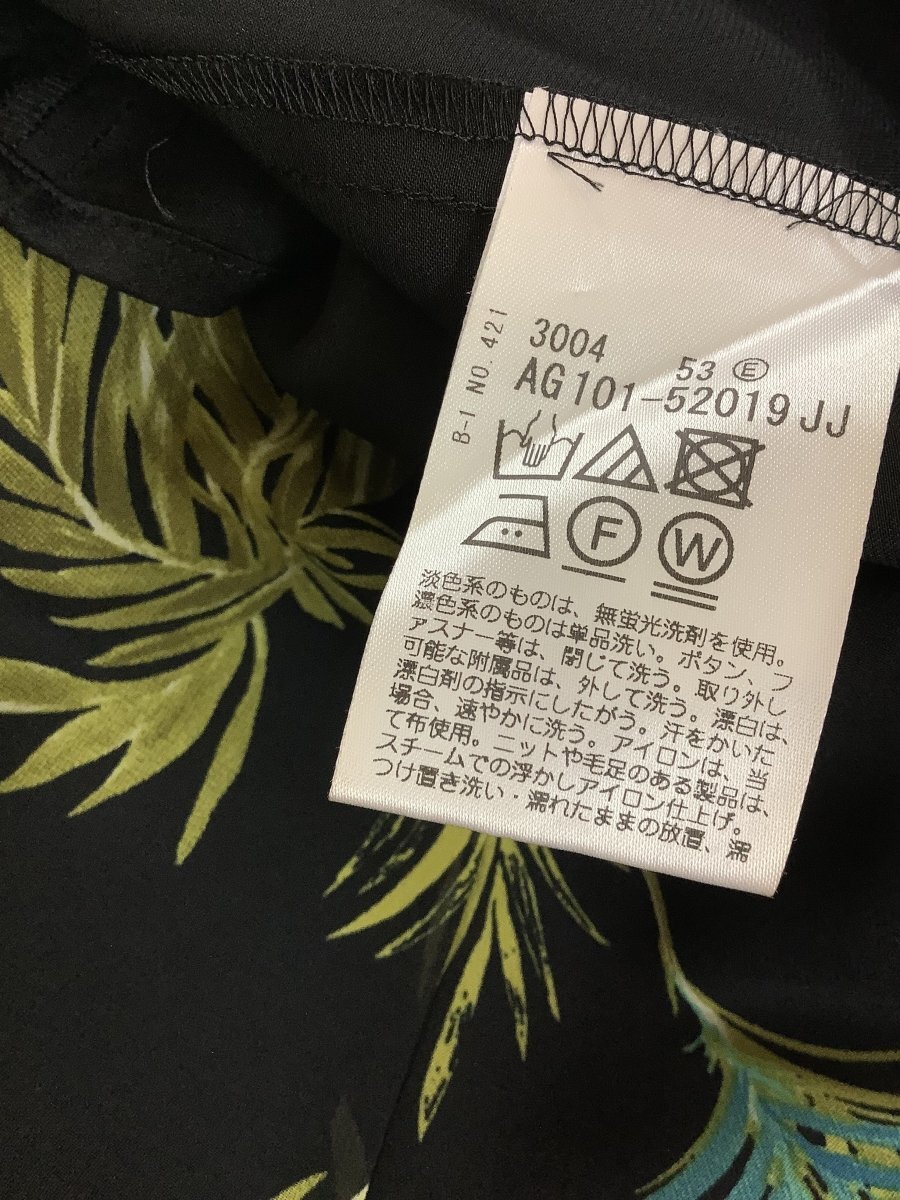 B-1 NO. 421
3004
53 Ⓔ
AG101-52019JJ
F
W
淡色系のものは、無蛍光洗剤を使用。
濃色系のものは単品洗い。ボタン、フ
ァスナー等は、閉じて洗う。取り外し
可能な附属品は、外して洗う。漂白は、
漂白剤の指示にしたがう。汗をかいた
場合、速やかに洗う。アイロンは、当
て布使用。ニットや毛足のある製品は、
スチームでの浮かしアイロン仕上げ。
つけ置き洗い・濡れたままの放置、濡